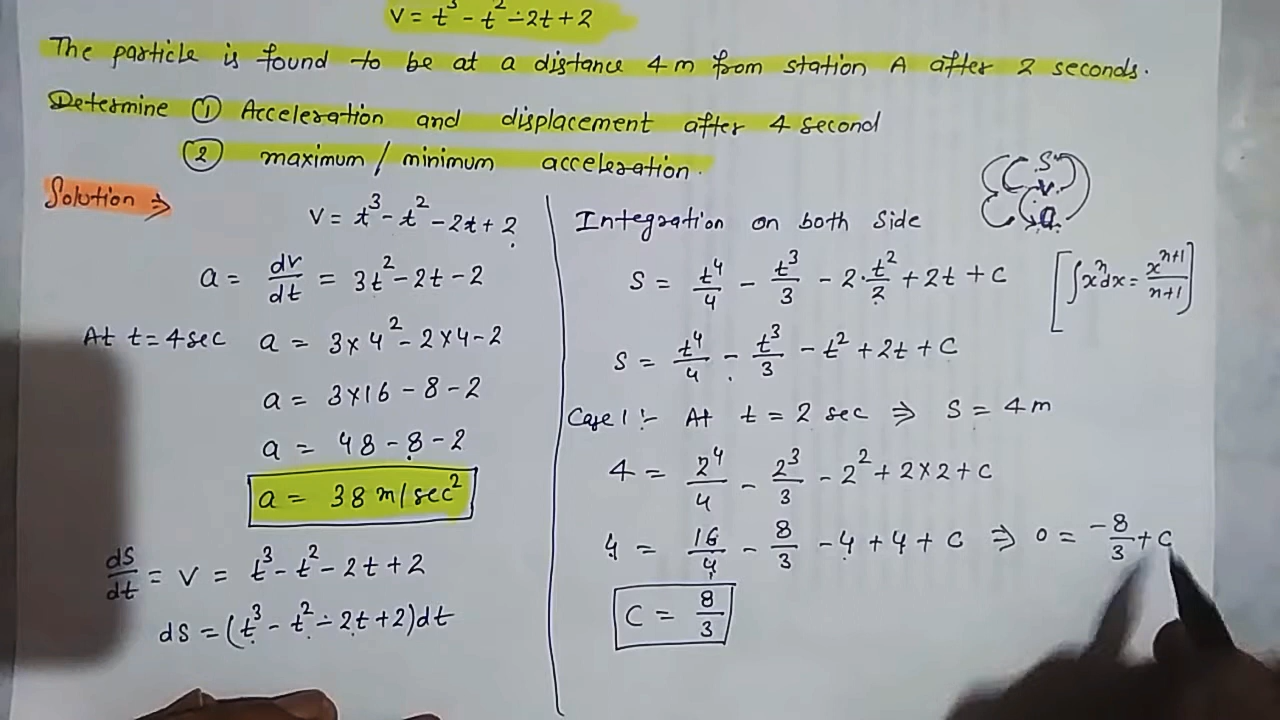 v = t³ - t² - 2t + 2
The particle is found to be at a distance 4 m from station A after 2 seconds.
Determine ① Acceleration and displacement after 4 second
② maximum / minimum acceleration.
Solution ⇒
v = t³ - t² - 2t + 2
a = dv/dt = 3t² - 2t - 2
At t = 4 sec a = 3×4² - 2×4 - 2
a = 3×16 - 8 - 2
a = 48 - 8 - 2
a = 38 m/sec²
ds/dt = v = t³ - t² - 2t + 2
ds = (t³ - t² - 2t + 2)dt
Integration on both side
S = t⁴/4 - t³/3 - 2·t²/2 + 2t + C
[∫xⁿdx = xⁿ⁺¹/n+1]
S = t⁴/4 - t³/3 - t² + 2t + C
Case 1 :- At t = 2 sec ⇒ S = 4 m
4 = 2⁴/4 - 2³/3 - 2² + 2×2 + C
4 = 16/4 - 8/3 - 4 + 4 + C ⇒ 0 = -8/3 + C
C = 8/3
S
v
a